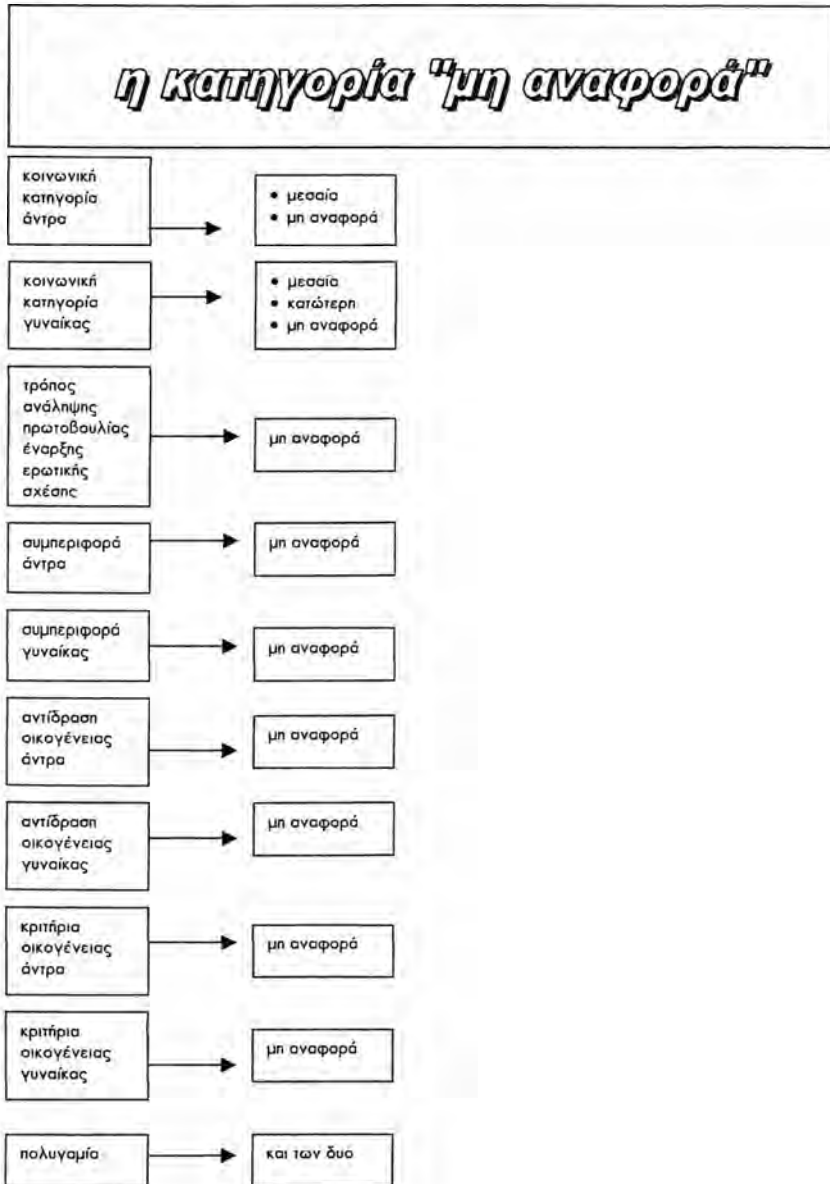 η κατηγορία "μη αναφορά"
κοινωνική
κατηγορία
άντρα
• μεσαία
• μη αναφορά
κοινωνική
κατηγορία
γυναίκας
• μεσαία
• κατώτερη
• μη αναφορά
τρόπος
ανάληψης
πρωτοβουλίας
έναρξης
ερωτικής
σχέσης
μη αναφορά
συμπεριφορά
άντρα
μη αναφορά
συμπεριφορά
γυναίκας
μη αναφορά
αντίδραση
οικογένειας
άντρα
μη αναφορά
αντίδραση
οικογένειας
γυναίκας
μη αναφορά
κριτήρια
οικογένειας
άντρα
μη αναφορά
κριτήρια
οικογένειας
γυναίκας
μη αναφορά
πολυγαμία
και των δυο